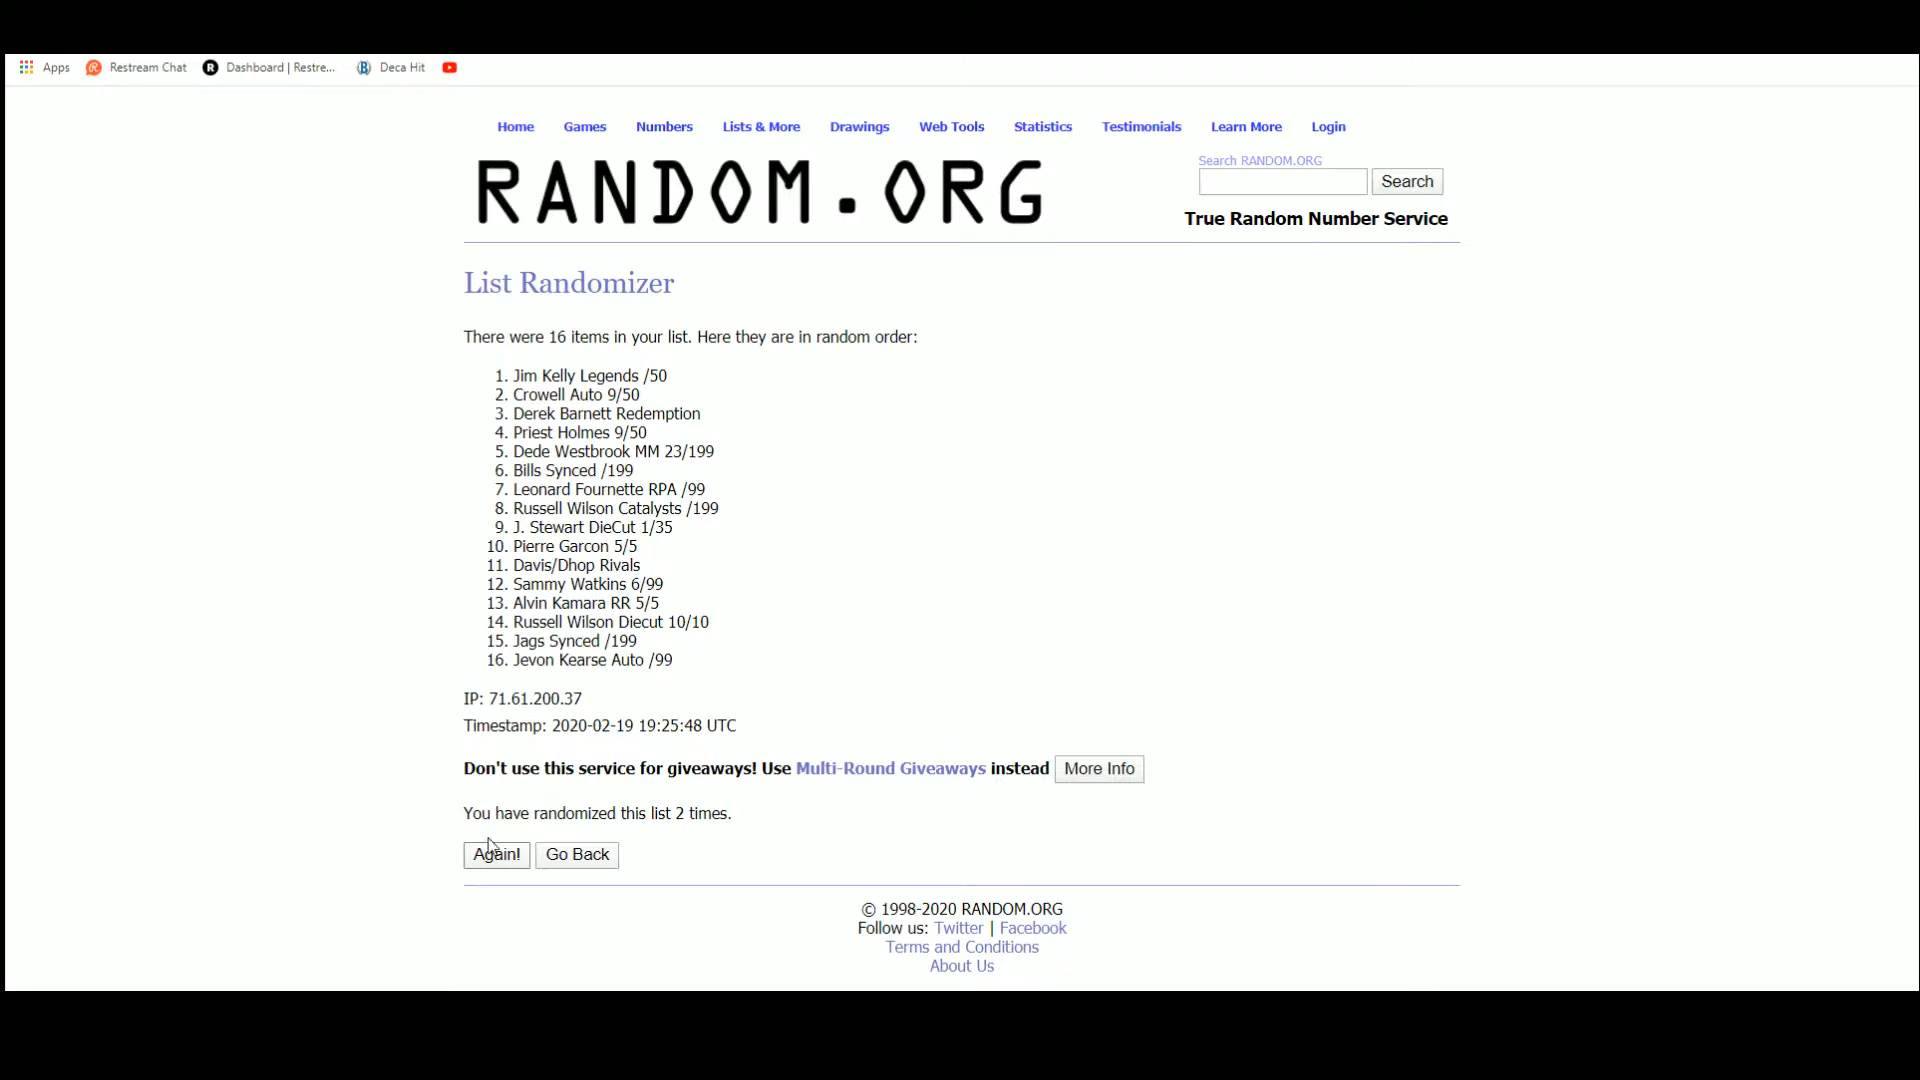 Apps Restream Chat Dashboard | Restre... Deca Hit
Home Games Numbers Lists & More Drawings Web Tools Statistics Testimonials Learn More Login
RANDOM.ORG
Search RANDOM.ORG
Search
True Random Number Service
List Randomizer
There were 16 items in your list. Here they are in random order:
1. Jim Kelly Legends /50
2. Crowell Auto 9/50
3. Derek Barnett Redemption
4. Priest Holmes 9/50
5. Dede Westbrook MM 23/199
6. Bills Synced /199
7. Leonard Fournette RPA /99
8. Russell Wilson Catalysts /199
9. J. Stewart DieCut 1/35
10. Pierre Garcon 5/5
11. Davis/Dhop Rivals
12. Sammy Watkins 6/99
13. Alvin Kamara RR 5/5
14. Russell Wilson Diecut 10/10
15. Jags Synced /199
16. Jevon Kearse Auto /99
IP: 71.61.200.37
Timestamp: 2020-02-19 19:25:48 UTC
Don't use this service for giveaways! Use Multi-Round Giveaways instead More Info
You have randomized this list 2 times.
Again! Go Back
© 1998-2020 RANDOM.ORG
Follow us: Twitter | Facebook
Terms and Conditions
About Us